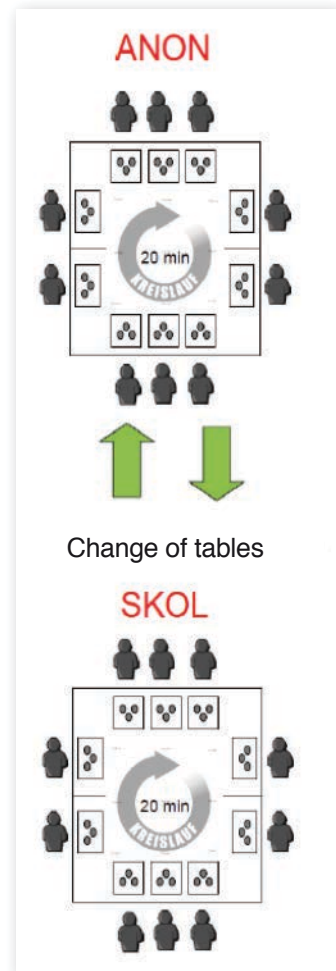 ANON
20 min
KREISLAUF
Change of tables
SKOL
20 min
KREISLAUF